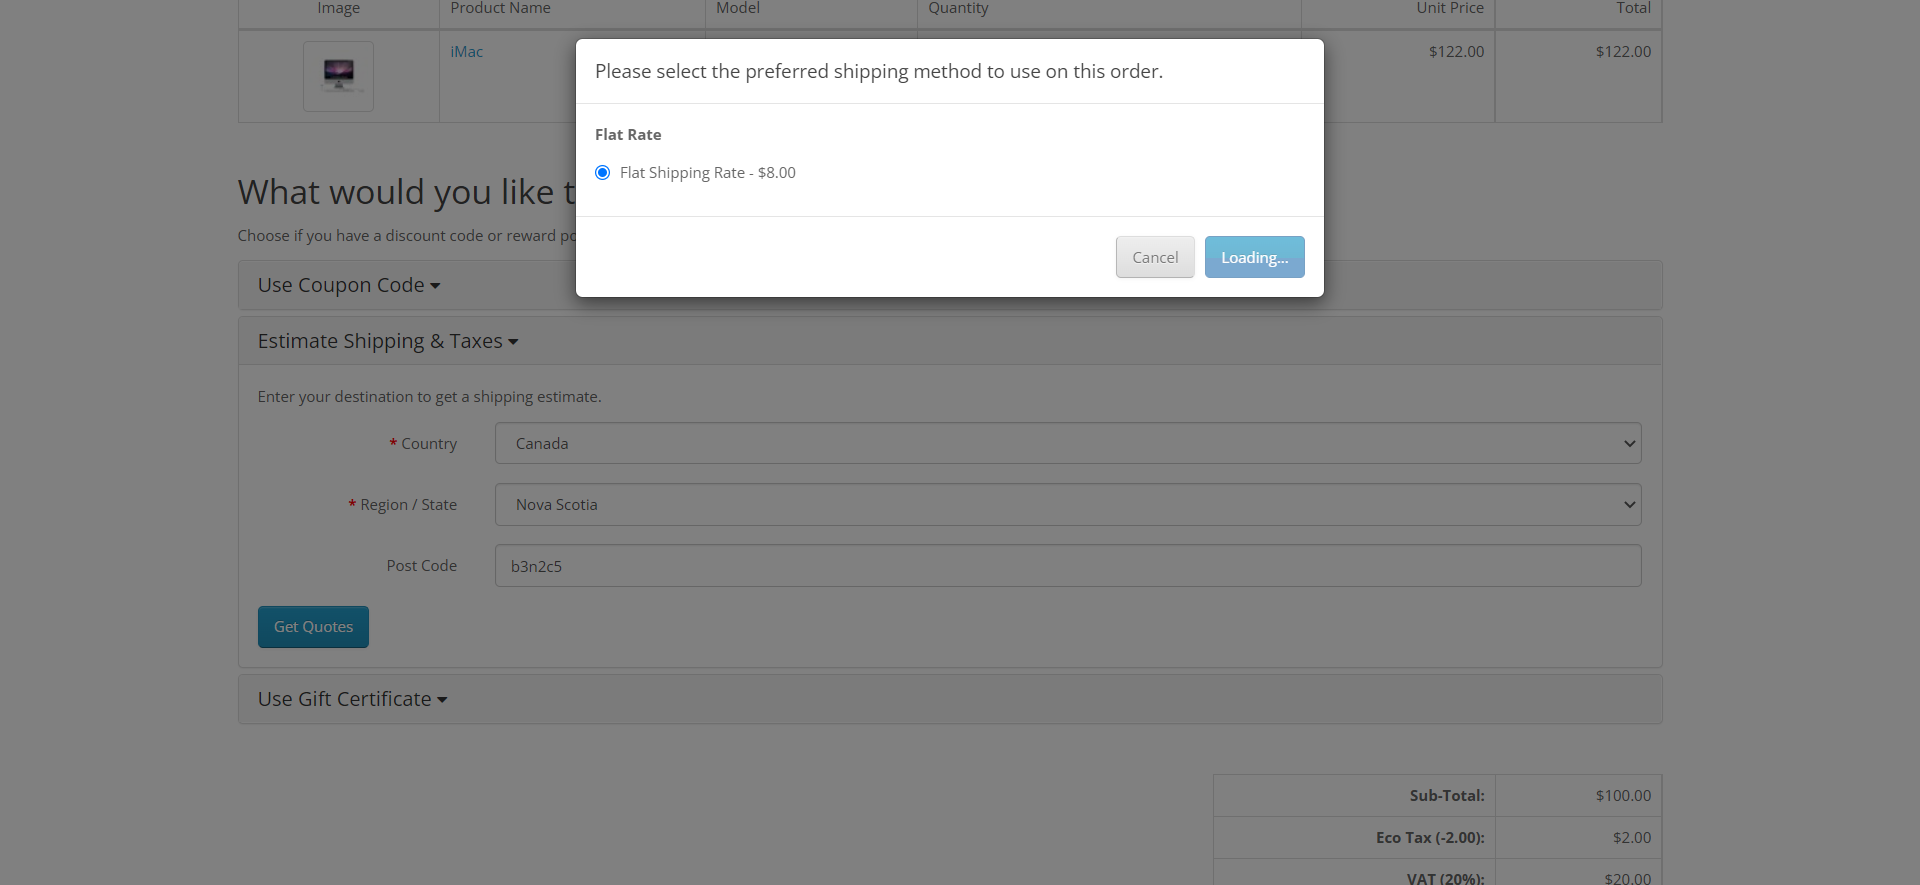 Image Product Name Model Quantity Unit Price Total
iMac $122.00 $122.00
Please select the preferred shipping method to use on this order.
Flat Rate
Flat Shipping Rate - $8.00
Cancel Loading...
What would you like t
Choose if you have a discount code or reward po
Use Coupon Code
Estimate Shipping & Taxes
Enter your destination to get a shipping estimate.
* Country Canada
* Region / State Nova Scotia
Post Code b3n2c5
Get Quotes
Use Gift Certificate
Sub-Total: $100.00
Eco Tax (-2.00): $2.00
VAT (20%): $20.00